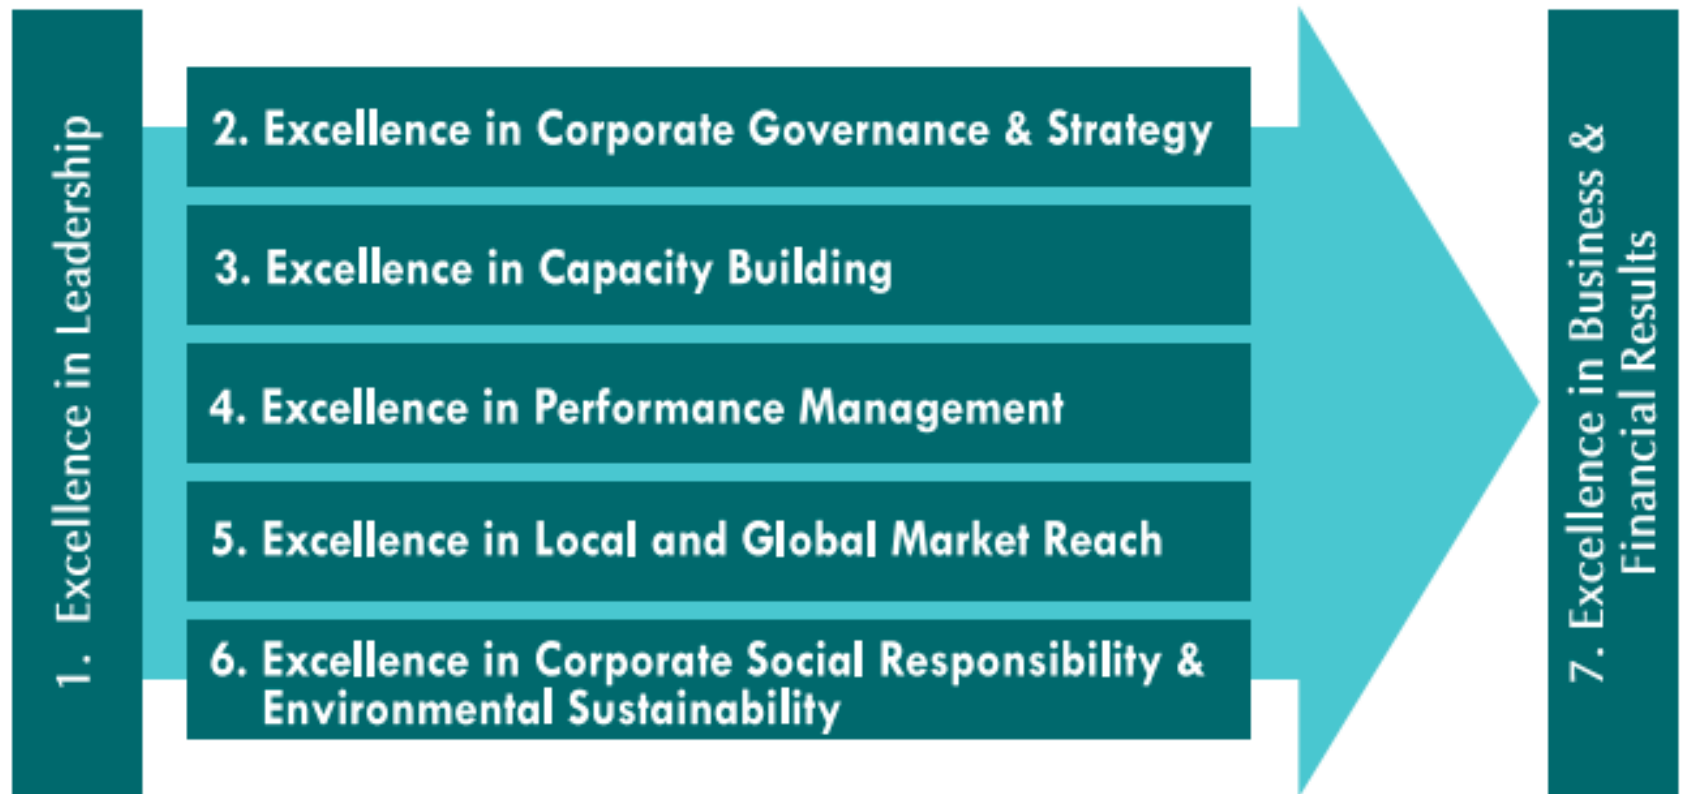 1. Excellence in Leadership
2. Excellence in Corporate Governance & Strategy
3. Excellence in Capacity Building
4. Excellence in Performance Management
5. Excellence in Local and Global Market Reach
6. Excellence in Corporate Social Responsibility &
Environmental Sustainability
7. Excellence in Business &
Financial Results